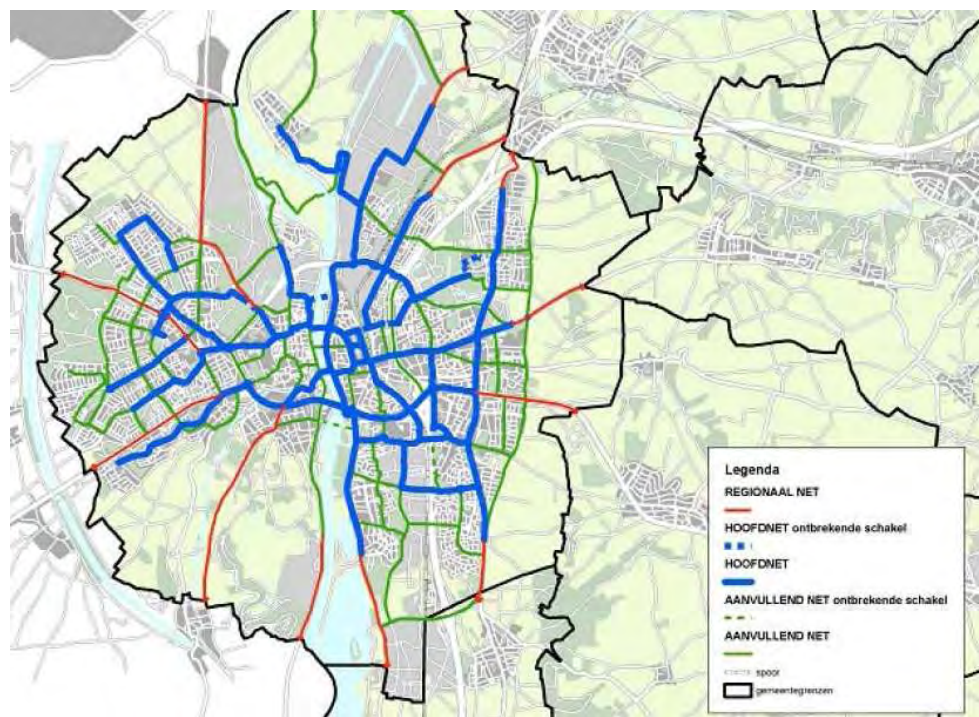 Legenda
REGIONAAL NET
HOOFDNET ontbrekende schakel
HOOFDNET
AANVULLEND NET ontbrekende schakel
AANVULLEND NET
spoor
gemeentegrenzen